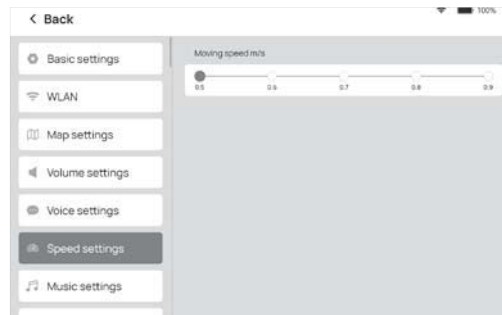 < Back
100%
Basic settings
Moving speed m/s
0.5 0.6 0.7 0.8 0.9
WLAN
Map settings
Volume settings
Voice settings
Speed settings
Music settings